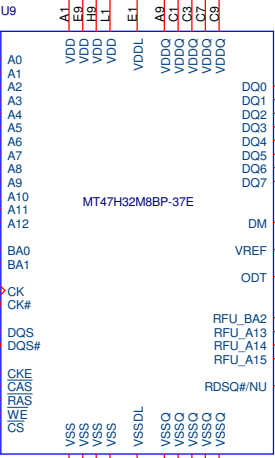 U9
A1 E9 H9 L1 E1 A9 C1 C3 C7 C9
VDD VDD VDD VDD VDDL VDDQ VDDQ VDDQ VDDQ VDDQ
A0
A1
A2 DQ0
A3 DQ1
A4 DQ2
A5 DQ3
A6 DQ4
A7 DQ5
A8 DQ6
A9 DQ7
A10
MT47H32M8BP-37E
A11
A12 DM
BA0 VREF
BA1
ODT
CK
CK#
RFU_BA2
DQS RFU_A13
DQS# RFU_A14
RFU_A15
CKE
CAS RDSQ#/NU
RAS
WE
CS
VSS VSS VSS VSS VSSDL VSSQ VSSQ VSSQ VSSQ VSSQ